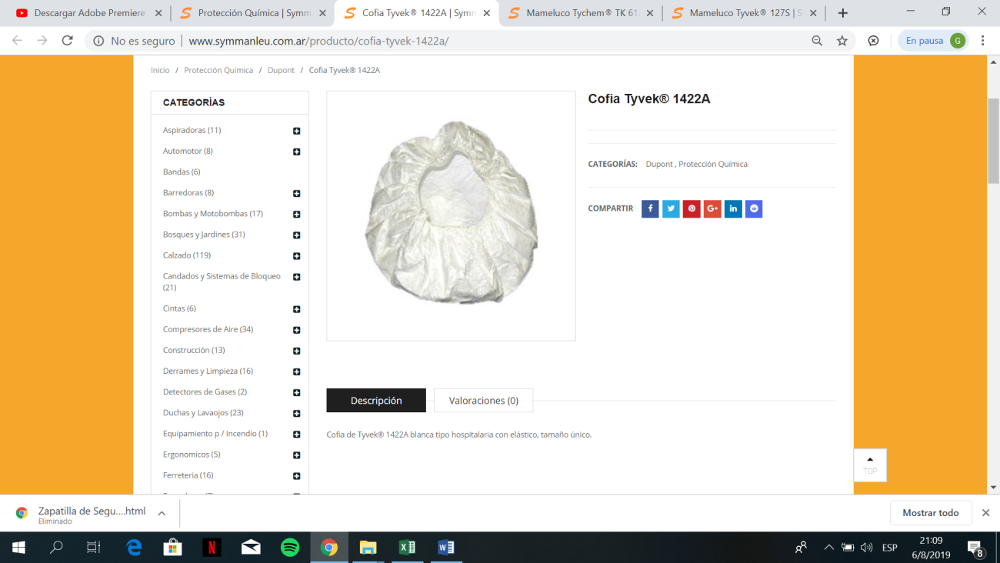 Descargar Adobe Premiere
Protección Química | Symm
Cofia Tyvek® 1422A | Symm
Mameluco Tychem® TK 61
Mameluco Tyvek® 127S | S
No es seguro
www.symmanleu.com.ar/producto/cofia-tyvek-1422a/
En pausa
G
Inicio / Protección Química / Dupont / Cofia Tyvek® 1422A
CATEGORÍAS
Aspiradoras (11)
Automotor (8)
Bandas (6)
Barredoras (8)
Bombas y Motobombas (17)
Bosques y Jardines (31)
Calzado (119)
Candados y Sistemas de Bloqueo
(21)
Cintas (6)
Compresores de Aire (34)
Construcción (13)
Derrames y Limpieza (16)
Detectores de Gases (2)
Duchas y Lavaojos (23)
Equipamiento p / Incendio (1)
Ergonomicos (5)
Ferreteria (16)
Cofia Tyvek® 1422A
CATEGORÍAS: Dupont , Protección Química
COMPARTIR
Descripción
Valoraciones (0)
Cofia de Tyvek® 1422A blanca tipo hospitalaria con elástico, tamaño único.
TOP
Zapatilla de Segu....html
Eliminado
Mostrar todo
ESP
21:09
6/8/2019
8